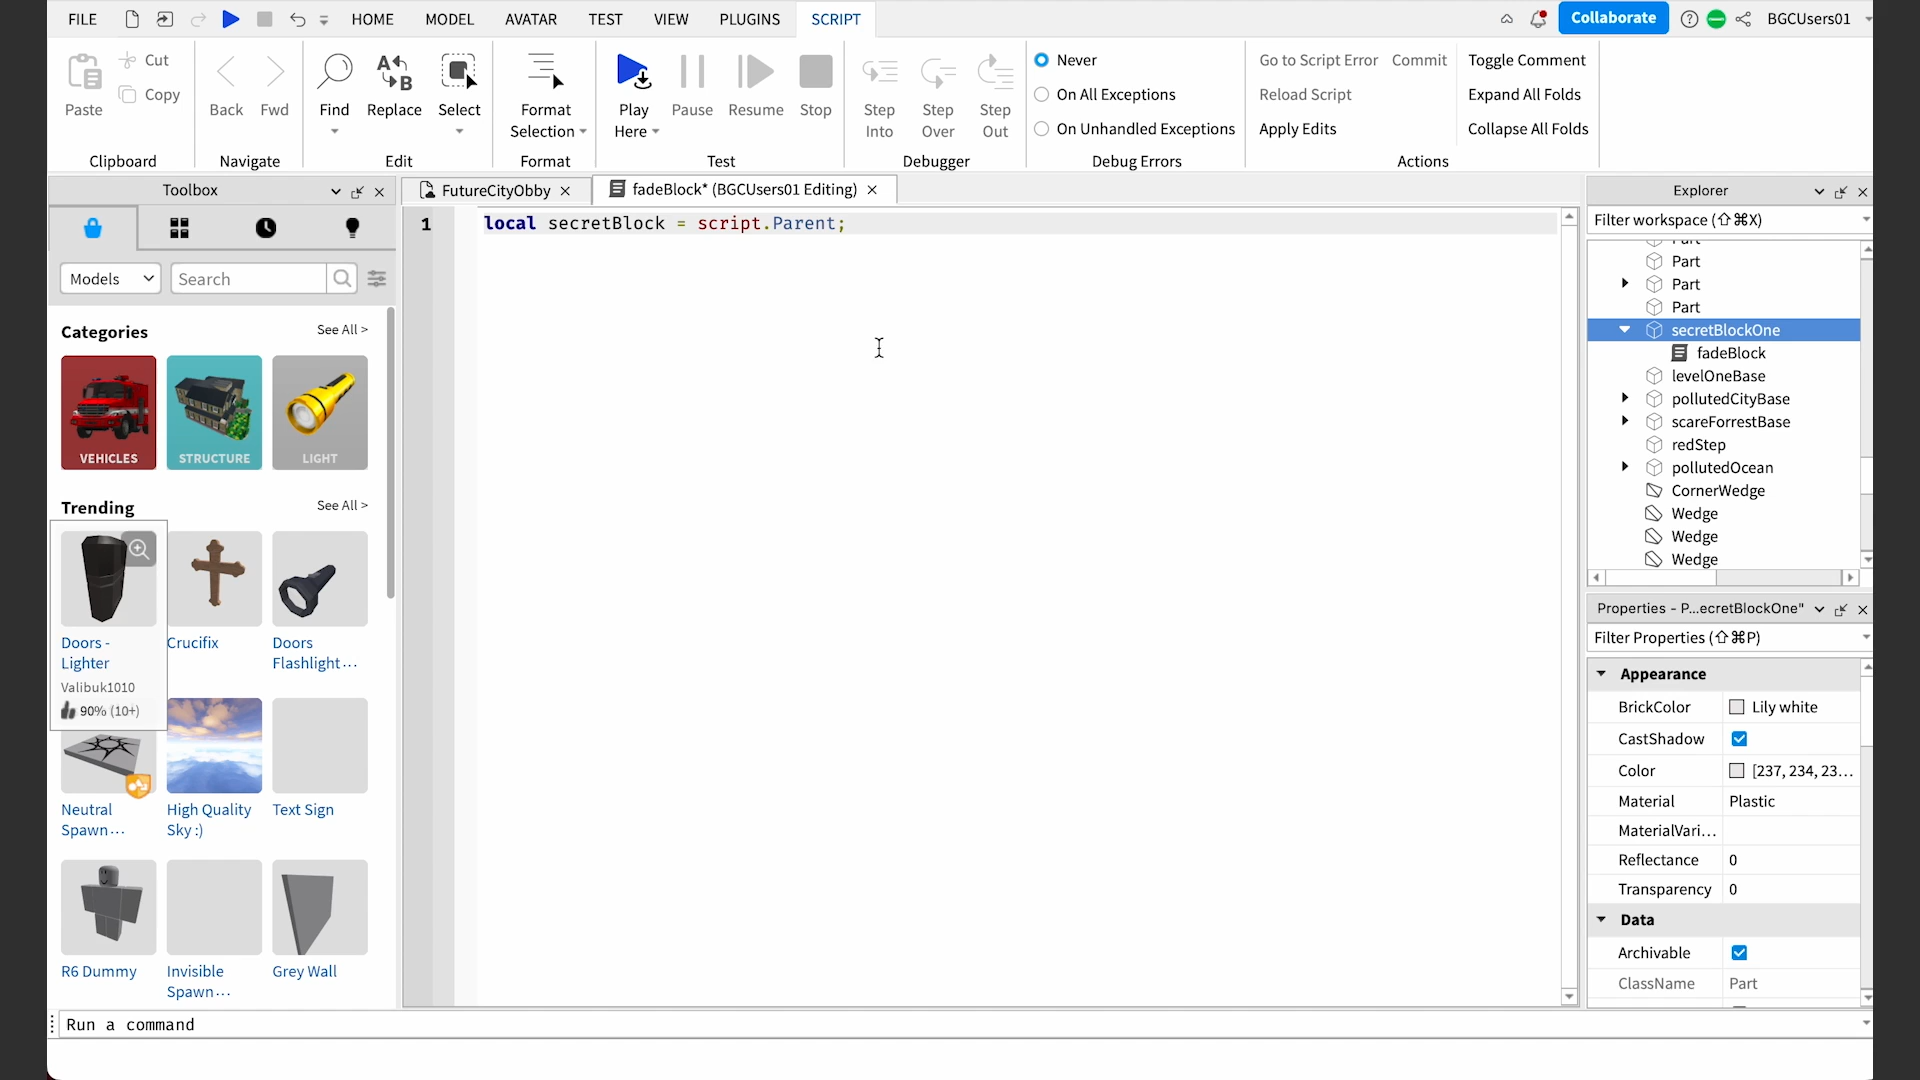 FILE HOME MODEL AVATAR TEST VIEW PLUGINS SCRIPT Collaborate BGCUsers01
Paste Cut Copy
Clipboard
Back Fwd
Navigate
Find Replace Select
Edit
Format
Selection
Format
Play
Here
Pause Resume Stop
Test
Step
Into
Step
Over
Step
Out
Debugger
Never
On All Exceptions
On Unhandled Exceptions
Debug Errors
Go to Script Error Commit
Reload Script
Apply Edits
Toggle Comment
Expand All Folds
Collapse All Folds
Actions
Toolbox
Models Search
Categories See All >
VEHICLES STRUCTURE LIGHT
Trending See All >
Doors -
Lighter
Valibuk1010
90% (10+)
Crucifix
Doors
Flashlight...
Neutral
Spawn...
High Quality
Sky :)
Text Sign
R6 Dummy
Invisible
Spawn...
Grey Wall
FutureCityObby
fadeBlock* (BGCUsers01 Editing)
1 local secretBlock = script.Parent;
Explorer
Filter workspace (⇧⌘X)
Part
Part
Part
Part
secretBlockOne
fadeBlock
levelOneBase
pollutedCityBase
scareForrestBase
redStep
pollutedOcean
CornerWedge
Wedge
Wedge
Wedge
Properties - P...ecretBlockOne"
Filter Properties (⇧⌘P)
Appearance
BrickColor Lily white
CastShadow
Color [237, 234, 23...
Material Plastic
MaterialVari...
Reflectance 0
Transparency 0
Data
Archivable
ClassName Part
Run a command